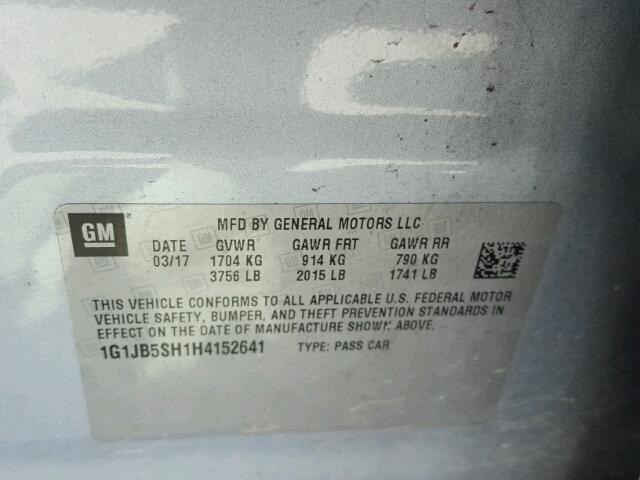 GM
MFD BY GENERAL MOTORS LLC
DATE GVWR GAWR FRT GAWR RR
03/17 1704 KG 914 KG 790 KG
3756 LB 2015 LB 1741 LB
THIS VEHICLE CONFORMS TO ALL APPLICABLE U.S. FEDERAL MOTOR
VEHICLE SAFETY, BUMPER, AND THEFT PREVENTION STANDARDS IN
EFFECT ON THE DATE OF MANUFACTURE SHOWN ABOVE.
1G1JB5SH1H4152641 TYPE: PASS CAR